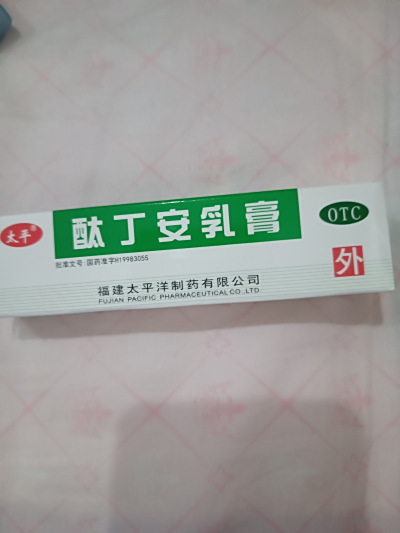 太平®
酞丁安乳膏
OTC
批准文号:国药准字H19983055
外
福建太平洋制药有限公司
FUJIAN PACIFIC PHARMACEUTICAL CO.,LTD.